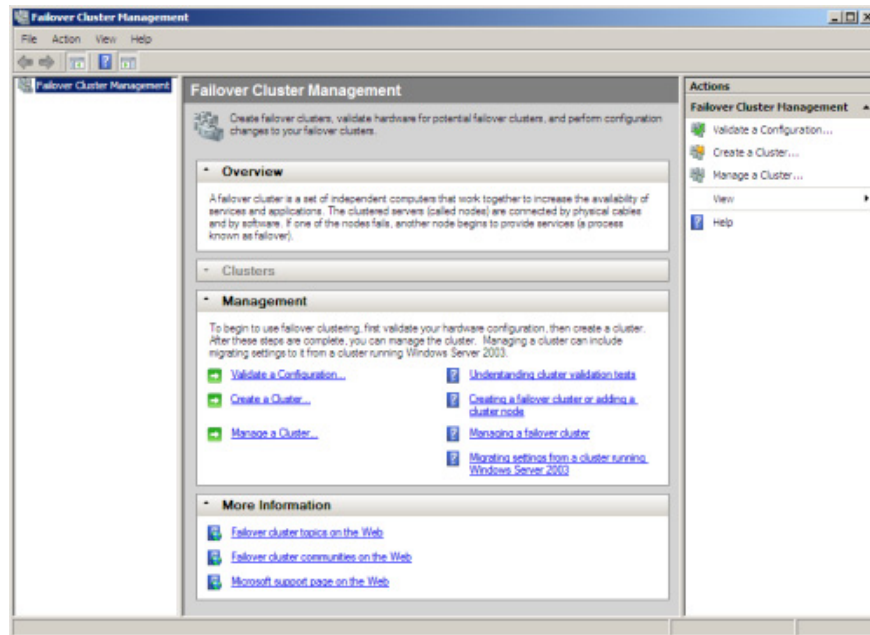 Failover Cluster Management
File Action View Help
Failover Cluster Management
Failover Cluster Management
Create failover clusters, validate hardware for potential failover clusters, and perform configuration
changes to your failover clusters.
Overview
A failover cluster is a set of independent computers that work together to increase the availability of
services and applications. The clustered servers (called nodes) are connected by physical cables
and by software. If one of the nodes fails, another node begins to provide services (a process
known as failover).
Clusters
Management
To begin to use failover clustering, first validate your hardware configuration, then create a cluster.
After these steps are complete, you can manage the cluster. Managing a cluster can include
migrating settings to it from a cluster running Windows Server 2003.
Validate a Configuration...
Understanding cluster validation tests
Create a Cluster...
Creating a failover cluster or adding a
cluster node
Manage a Cluster...
Managing a failover cluster
Migrating settings from a cluster running
Windows Server 2003
More Information
Failover cluster topics on the Web
Failover cluster communities on the Web
Microsoft support page on the Web
Actions
Failover Cluster Management
Validate a Configuration...
Create a Cluster...
Manage a Cluster...
View
Help